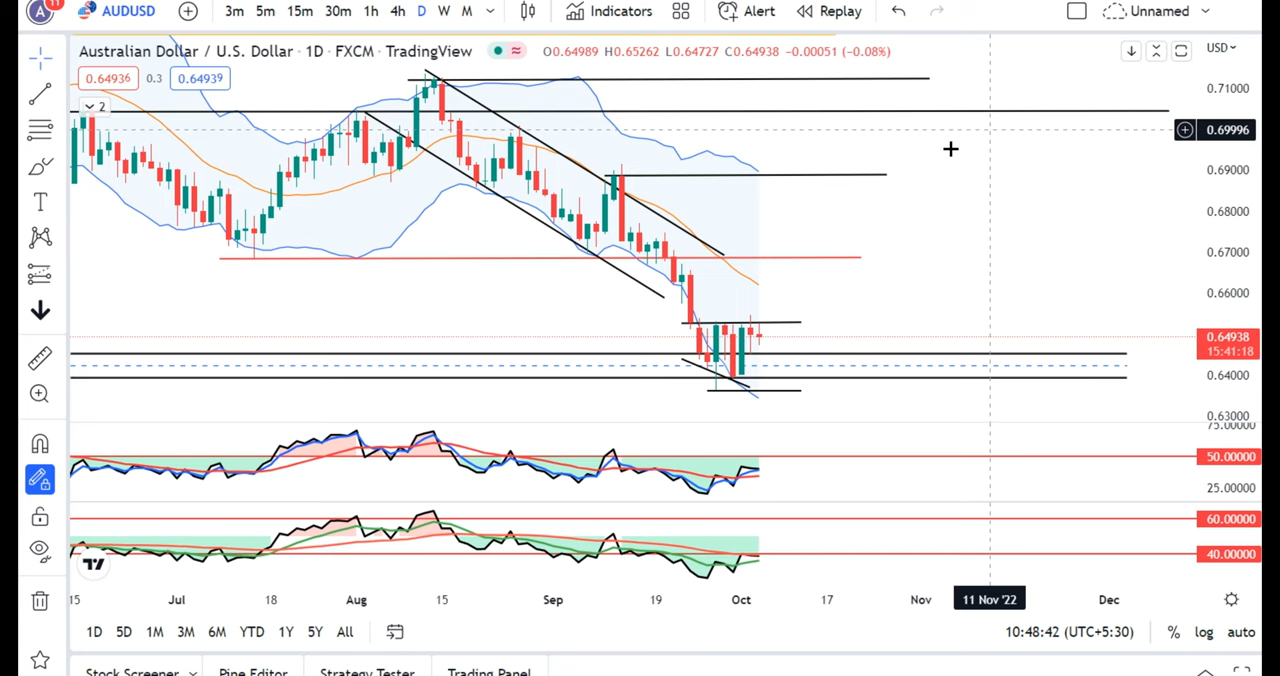 A 11 AUDUSD 3m 5m 15m 30m 1h 4h D W M Indicators Alert Replay Unnamed
Australian Dollar / U.S. Dollar · 1D · FXCM · TradingView O0.64989 H0.65262 L0.64727 C0.64938 −0.00051 (−0.08%) USD
0.64936 0.3 0.64939
2
0.71000
0.69996
0.69000
0.68000
0.67000
0.66000
0.64938
15:41:18
0.64000
0.63000
75.00000
50.00000
25.00000
60.00000
40.00000
15 Jul 18 Aug 15 Sep 19 Oct 17 Nov 11 Nov '22 Dec
1D 5D 1M 3M 6M YTD 1Y 5Y All 10:48:42 (UTC+5:30) % log auto
Stock Screener Pine Editor Strategy Tester Trading Panel